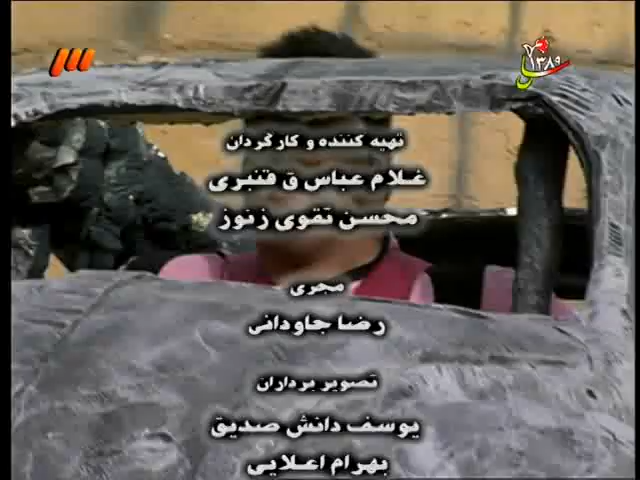 ۱۳۸۹
تهیه کننده و کارگردان
غلام عباس ق قنبری
محسن تقوی زنوز
مجری
رضا جاودانی
تصویر برداران
یوسف دانش صدیق
بهرام اعلایی